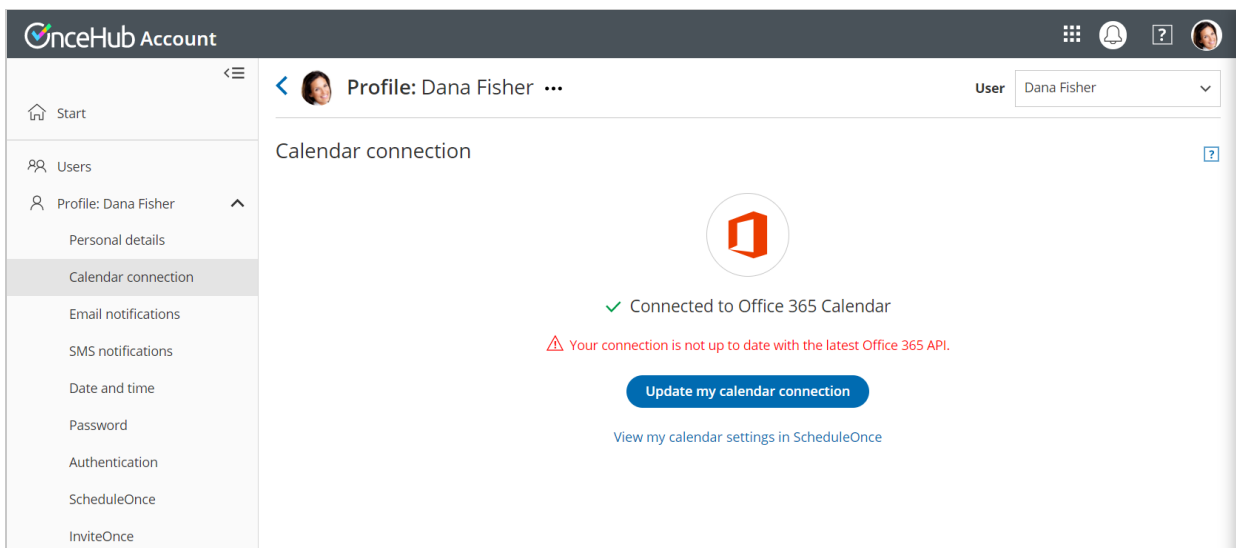 OnceHub Account
?
Start
Profile: Dana Fisher •••
User
Dana Fisher
Calendar connection
?
Users
Profile: Dana Fisher
Personal details
Calendar connection
Email notifications
SMS notifications
Date and time
Password
Authentication
ScheduleOnce
InviteOnce
Connected to Office 365 Calendar
Your connection is not up to date with the latest Office 365 API.
Update my calendar connection
View my calendar settings in ScheduleOnce